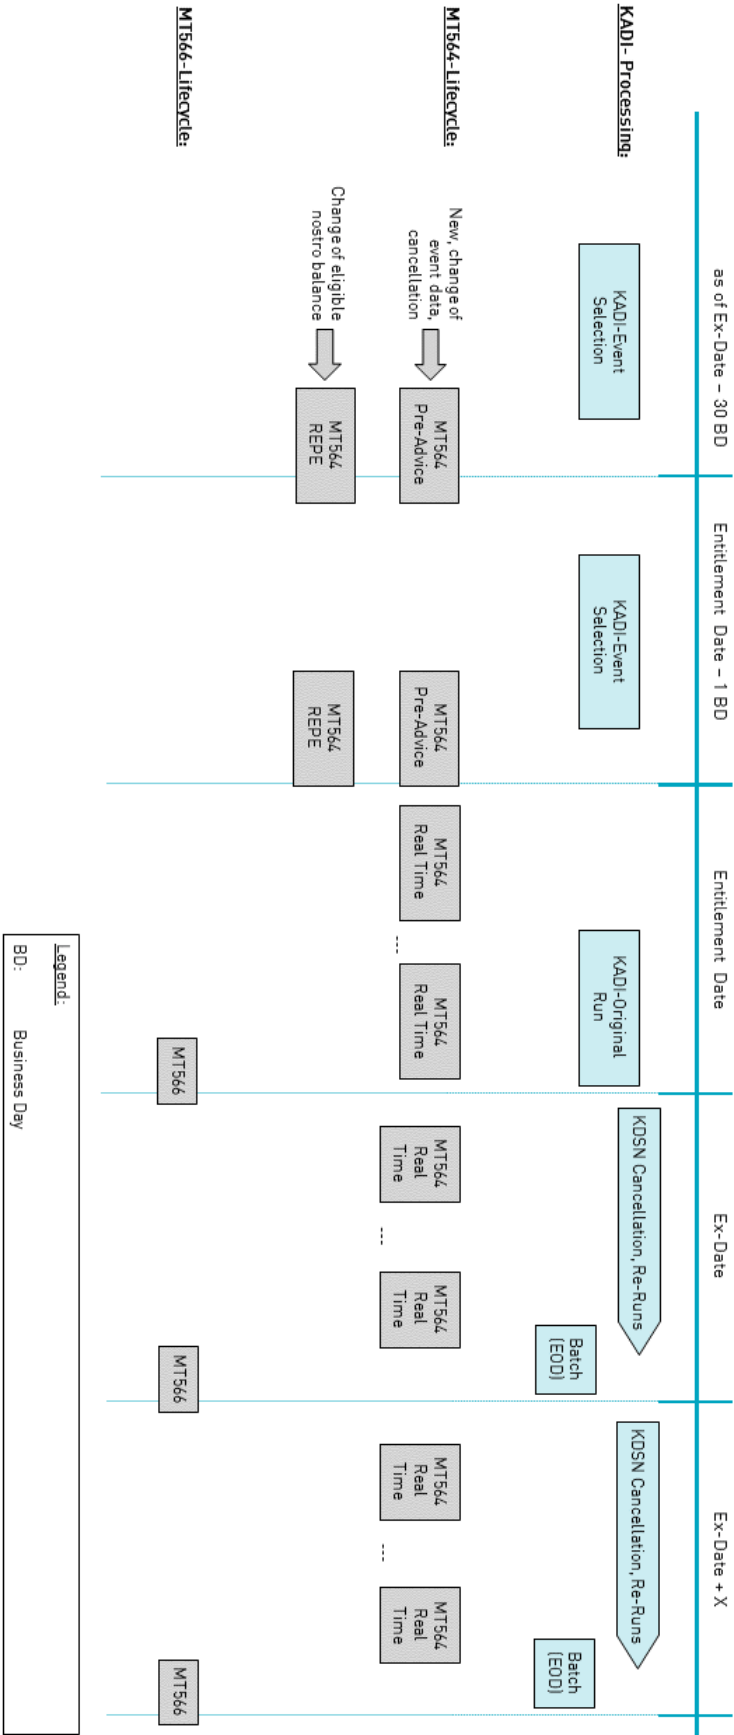 as of Ex-Date – 30 BD
Entitlement Date – 1 BD
Entitlement Date
Ex-Date
Ex-Date + X
KADI- Processing:
KADI-Event
Selection
KADI-Event
Selection
KADI-Original
Run
KDSN Cancellation, Re-Runs
Batch
(EOD)
KDSN Cancellation, Re-Runs
Batch
(EOD)
MT564-Lifecycle:
New, change of
event data,
cancellation
MT564
Pre-Advice
MT564
Pre-Advice
MT564
Real Time
---
MT564
Real Time
MT564
Real
Time
---
MT564
Real
Time
MT564
Real
Time
---
MT564
Real
Time
Change of eligible
nostro balance
MT564
REPE
MT564
REPE
MT566-Lifecycle:
MT566
MT566
MT566
Legend:
BD: Business Day